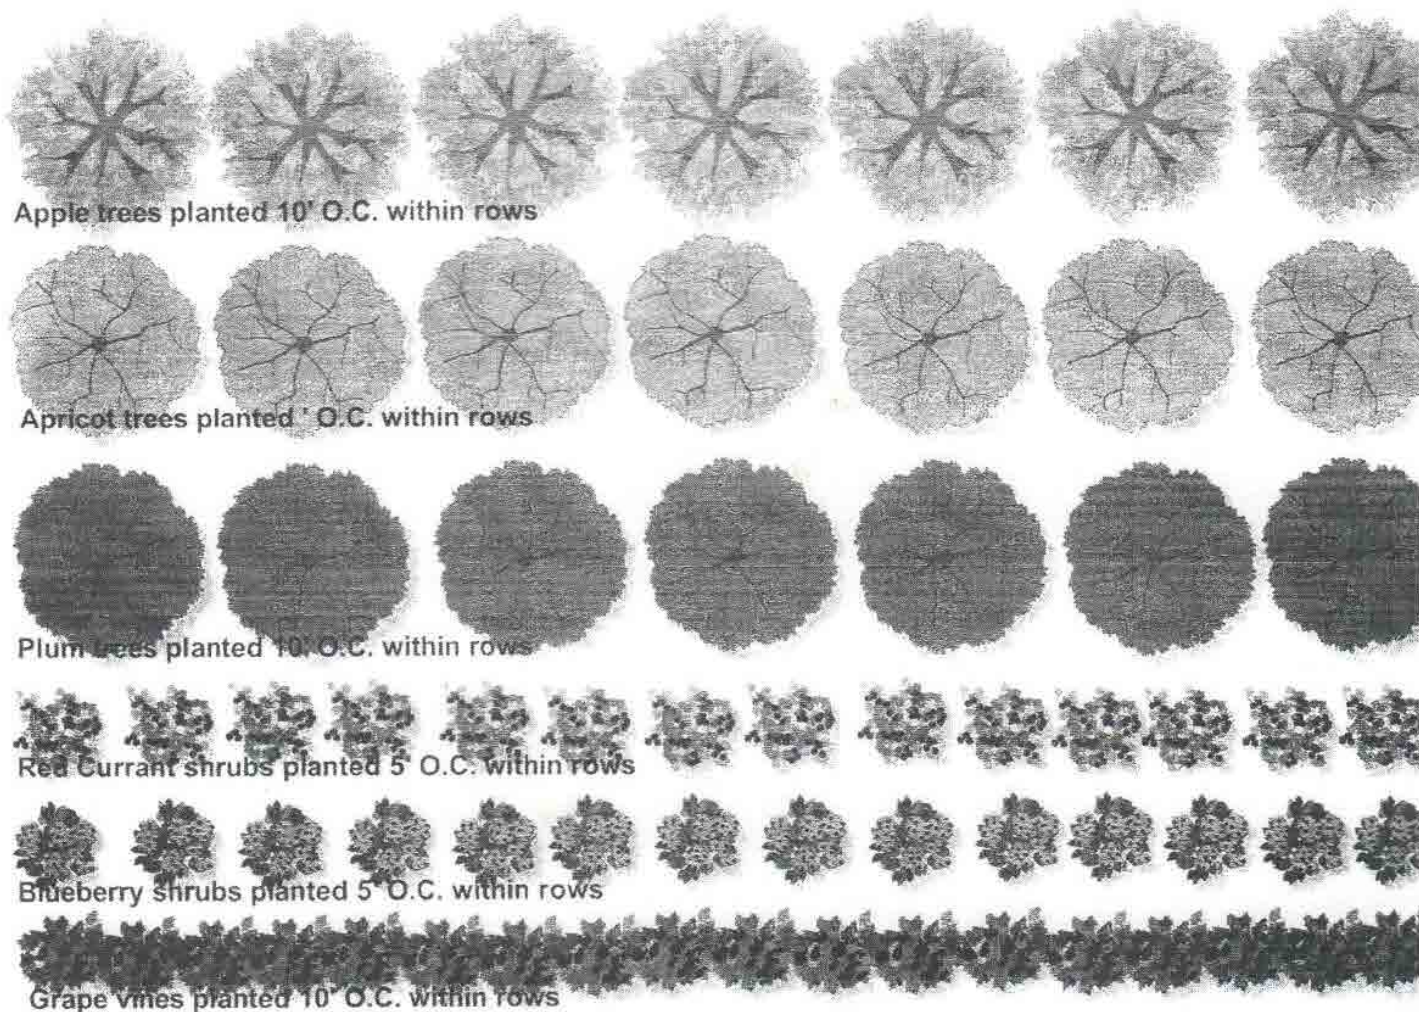 Apple trees planted 10' O.C. within rows
Apricot trees planted ' O.C. within rows
Plum trees planted 10' O.C. within rows
Red Currant shrubs planted 5' O.C. within rows
Blueberry shrubs planted 5' O.C. within rows
Grape vines planted 10' O.C. within rows